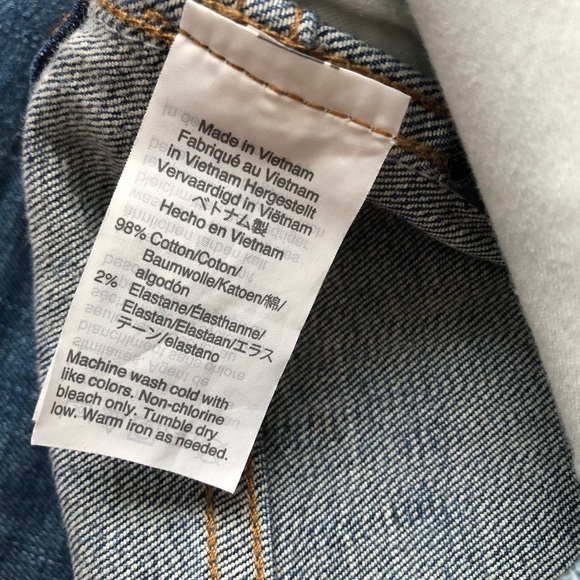 Made in Vietnam
Fabriqué au Vietnam
in Vietnam Hergestellt
Vervaardigd in Viëtnam
ベトナム製
Hecho en Vietnam
98% Cotton/Coton/
Baumwolle/Katoen/綿/
algodón
2% Elastane/Élasthanne/
Elastan/Elastaan/エラス
テーン/elastano
Machine wash cold with
like colors. Non-chlorine
bleach only. Tumble dry
low. Warm iron as needed.